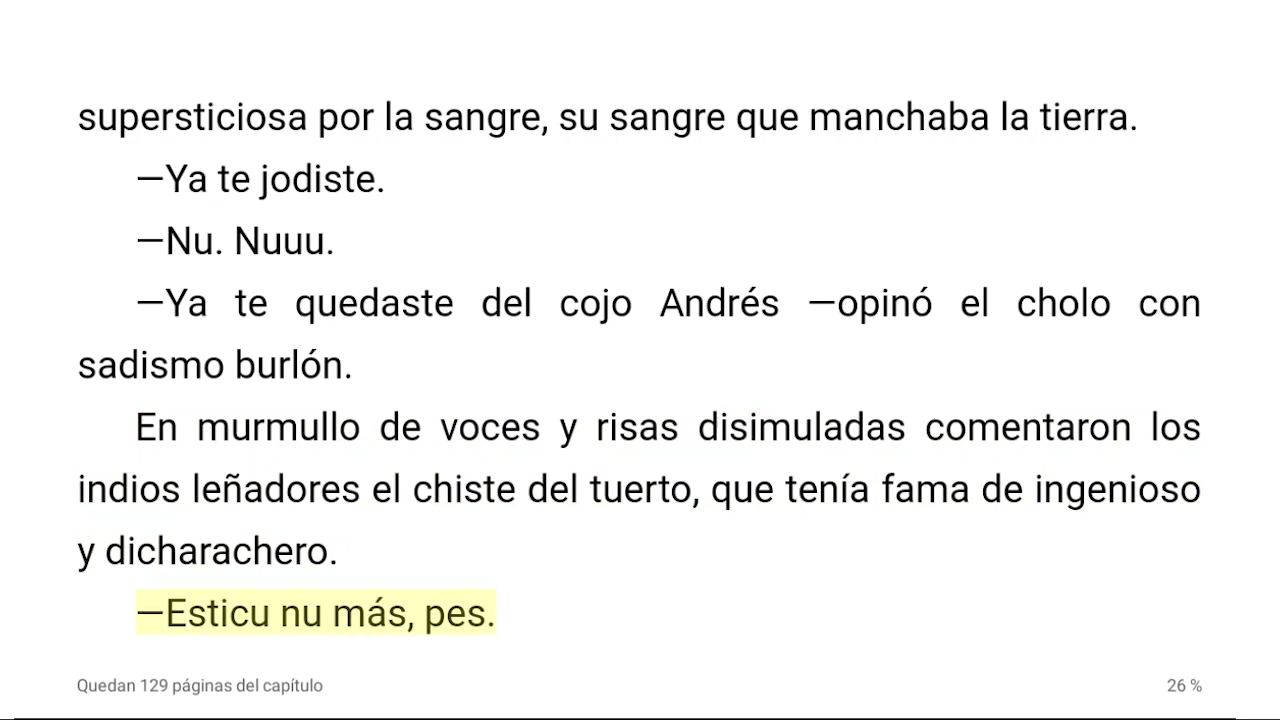 supersticiosa por la sangre, su sangre que manchaba la tierra.
—Ya te jodiste.
—Nu. Nuuu.
—Ya te quedaste del cojo Andrés —opinó el cholo con
sadismo burlón.
En murmullo de voces y risas disimuladas comentaron los
indios leñadores el chiste del tuerto, que tenía fama de ingenioso
y dicharachero.
—Esticu nu más, pes.
Quedan 129 páginas del capítulo
26 %